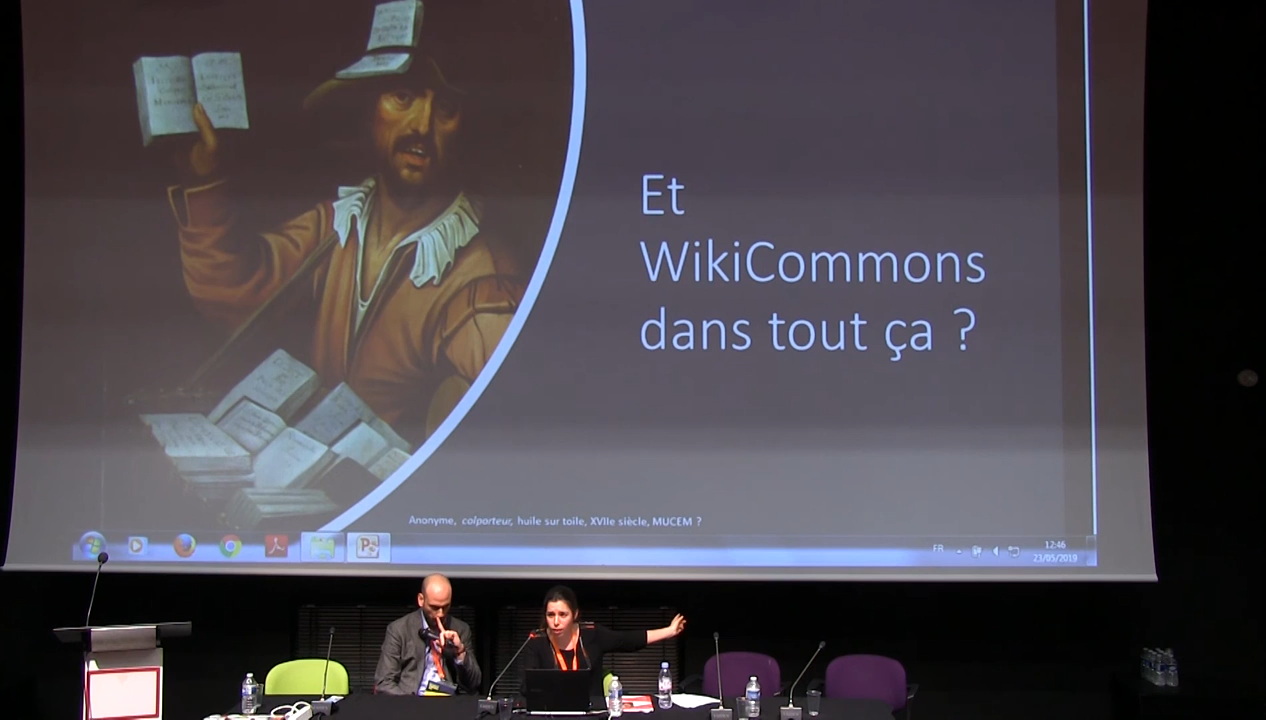 Et
WikiCommons
dans tout ça ?
Anonyme, colporteur, huile sur toile, XVIIe siècle, MUCEM ?
FR
12:46
23/05/2019